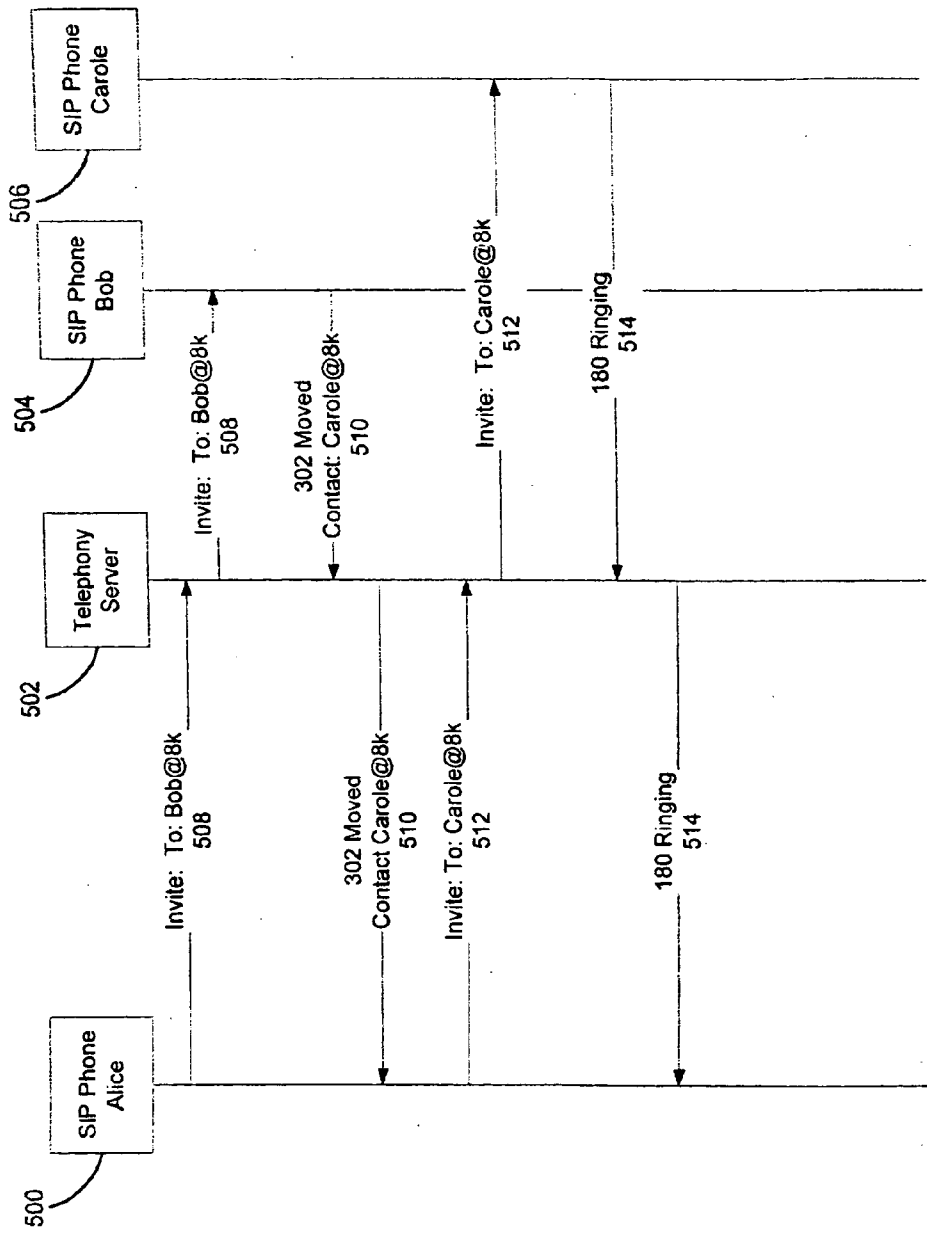 500
SIP Phone
Alice
502
Telephony
Server
504
SIP Phone
Bob
506
SIP Phone
Carole
Invite: To: Bob@8k
508
Invite: To: Bob@8k
508
302 Moved
Contact: Carole@8k
510
302 Moved
Contact Carole@8k
510
Invite: To: Carole@8k
512
Invite: To: Carole@8k
512
180 Ringing
514
180 Ringing
514